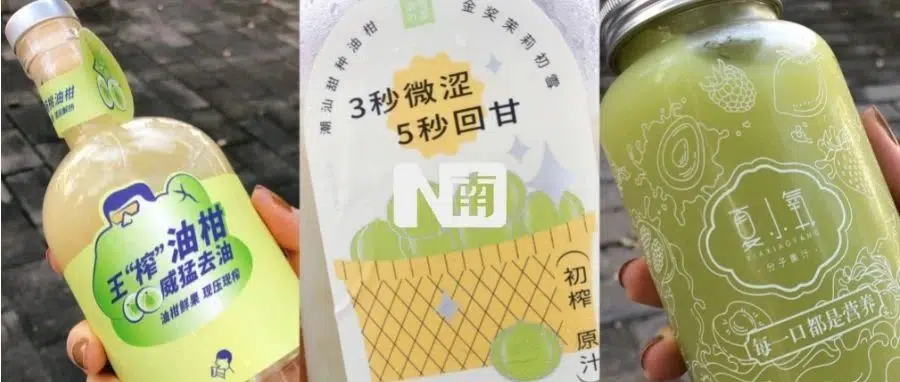 桃油柑
王“榨”油柑
威猛去油
油柑鲜果 现压现榨
潮汕甜种油柑
金奖茉莉初雪
3秒微涩
5秒回甘
N南
（初榨 原汁）
夏小氧
XIAXIAOYANG
分子果汁
每一口都是营养